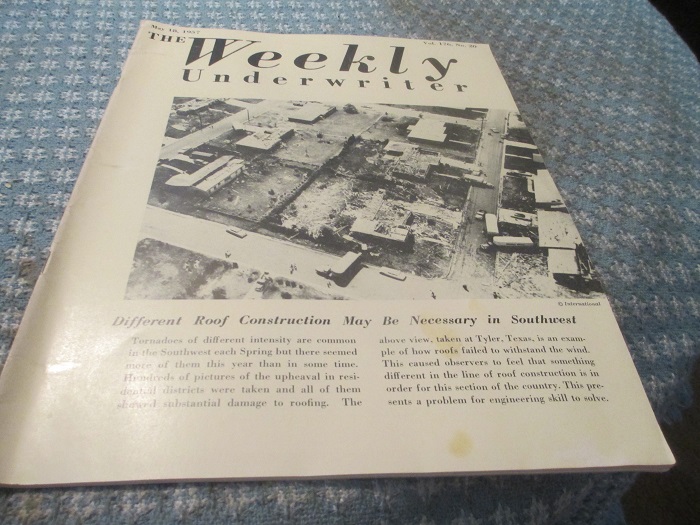 May 18, 1957
Vol. 156, No. 20
THE Weekly
Underwriter
© International
Different Roof Construction May Be Necessary in Southwest
Tornadoes of different intensity are common
in the Southwest each Spring but there seemed
more of them this year than in some time.
Hundreds of pictures of the upheaval in resi-
dential districts were taken and all of them
showed substantial damage to roofing. The
above view, taken at Tyler, Texas, is an exam-
ple of how roofs failed to withstand the wind.
This caused observers to feel that something
different in the line of roof construction is in
order for this section of the country. This pre-
sents a problem for engineering skill to solve.